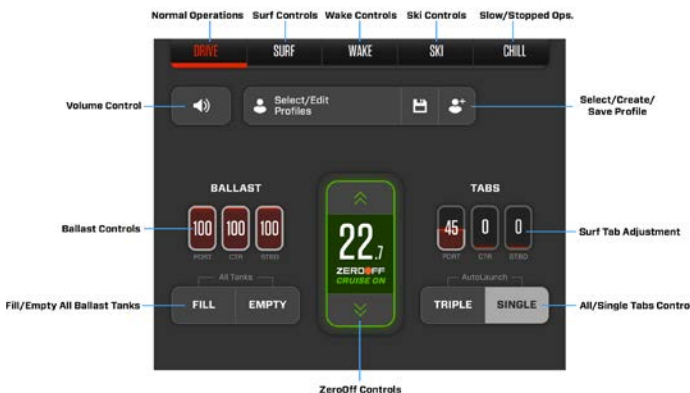 Normal Operations Surf Controls Wake Controls Ski Controls Slow/Stopped Ops.
DRIVE SURF WAKE SKI CHILL
Volume Control
Select/Edit
Profiles
Select/Create/
Save Profile
BALLAST
TABS
Ballast Controls
100 100 100
PORT CTR STBD
22.7
ZEROOFF
CRUISE ON
45 0 0
PORT CTR STBD
Surf Tab Adjustment
All Tanks
AutoLaunch
Fill/Empty All Ballast Tanks
FILL EMPTY
TRIPLE SINGLE
All/Single Tabs Contro
ZeroOff Controls